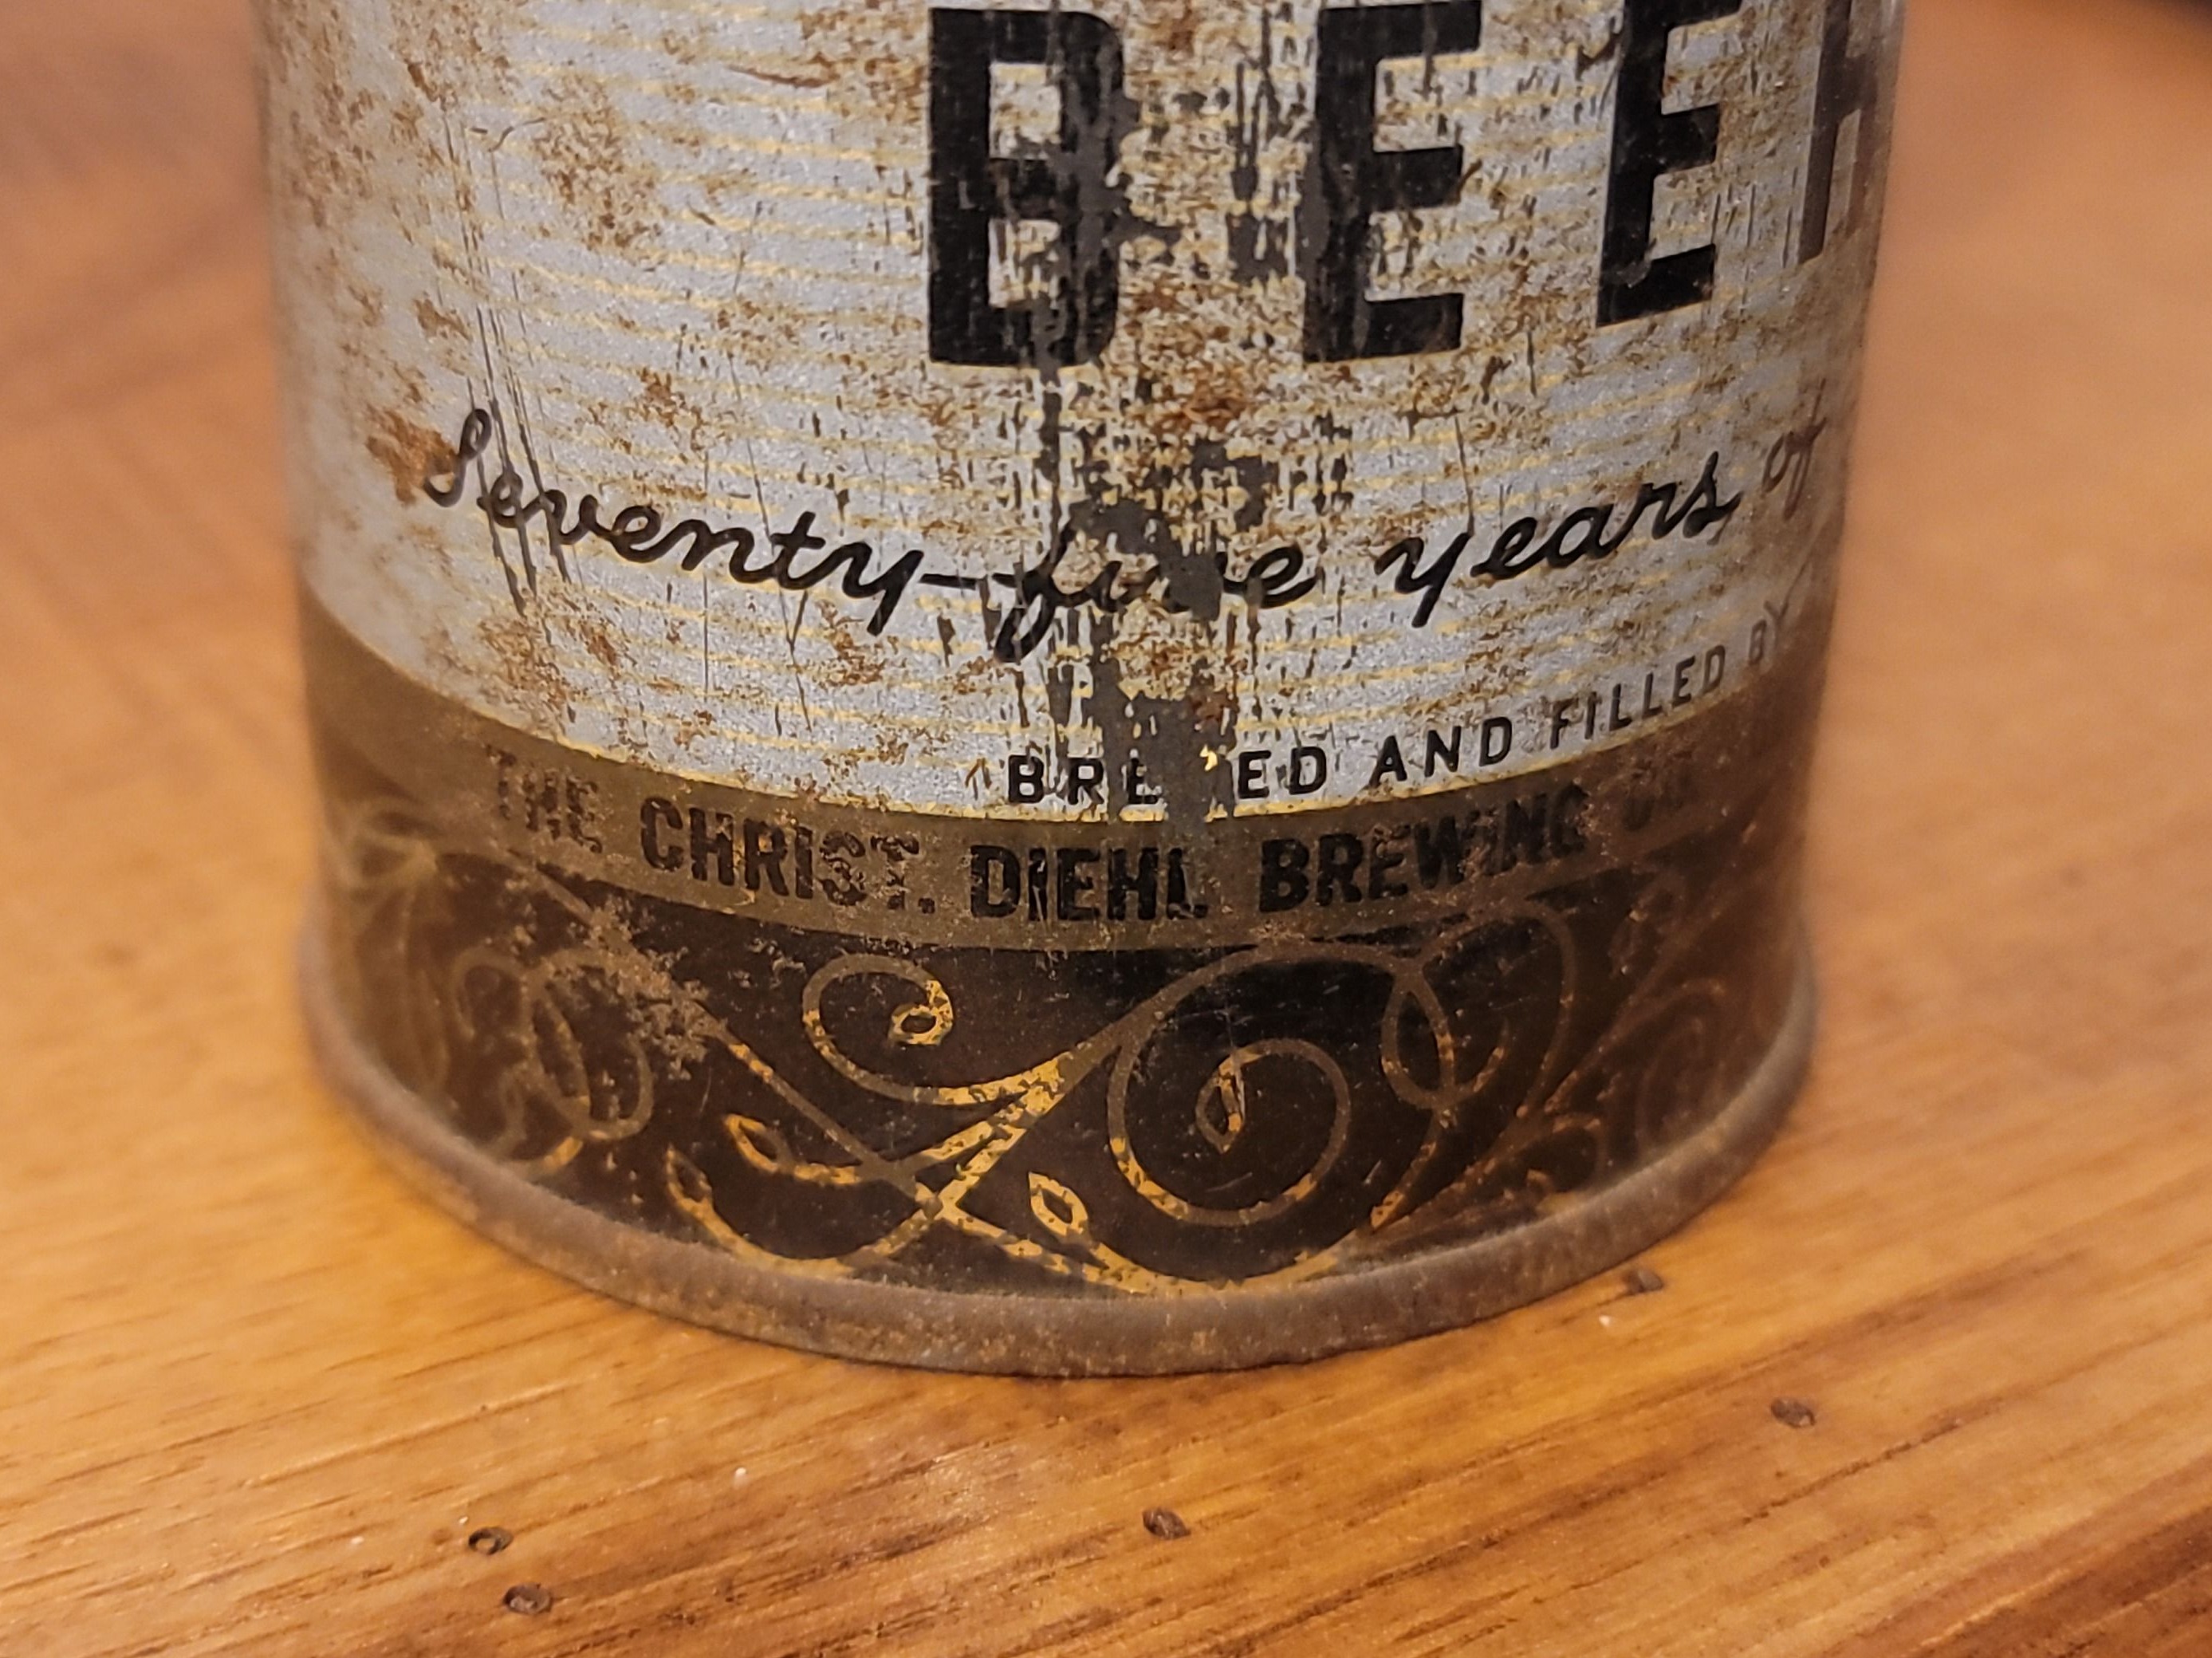 BEER
Seventy-five years of
BREWED AND FILLED BY
THE CHRIST. DIEHL BREWING